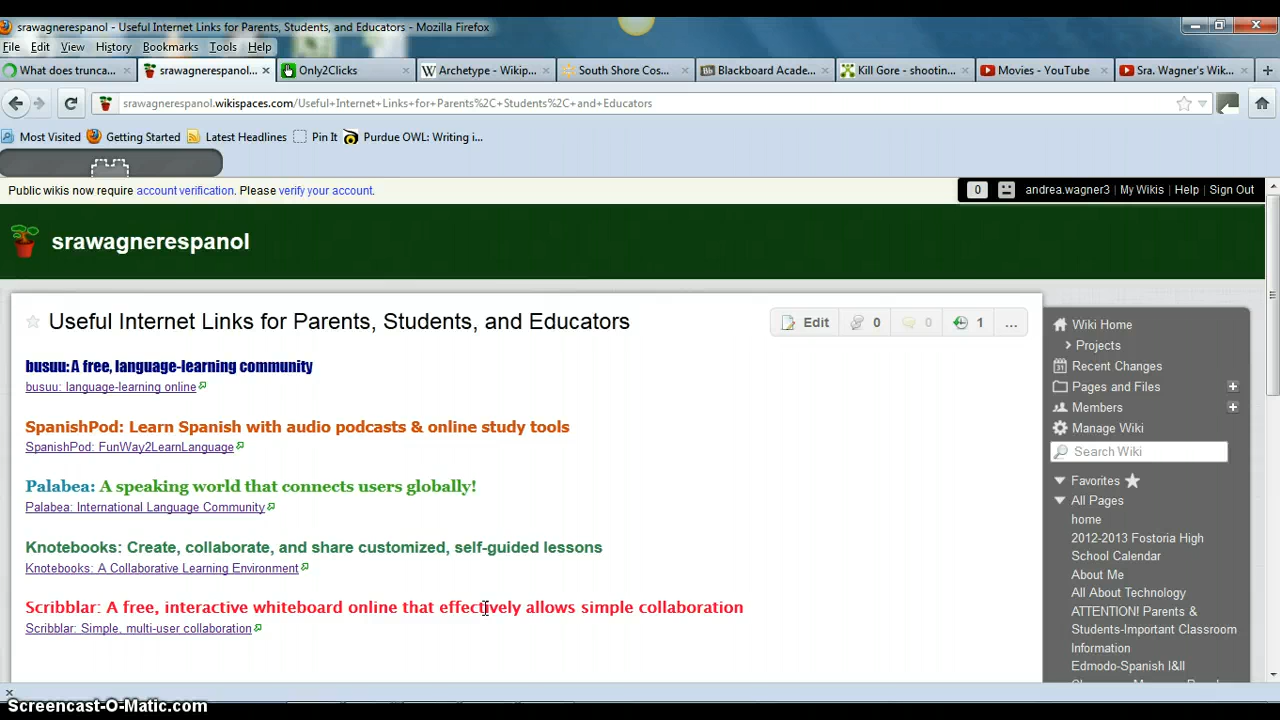 srawagnerespanol - Useful Internet Links for Parents, Students, and Educators - Mozilla Firefox
File Edit View History Bookmarks Tools Help
What does trunca... srawagnerespanol... Only2Clicks Archetype - Wikip... South Shore Cos... Blackboard Acade... Kill Gore - shootin... Movies - YouTube Sra. Wagner's Wik...
srawagnerespanol.wikispaces.com/Useful+Internet+Links+for+Parents%2C+Students%2C+and+Educators
Most Visited Getting Started Latest Headlines Pin It Purdue OWL: Writing i...
Public wikis now require account verification. Please verify your account.
0 andrea.wagner3 My Wikis Help Sign Out
srawagnerespanol
Useful Internet Links for Parents, Students, and Educators
Edit 0 0 1 ...
busuu: A free, language-learning community
busuu: language-learning online
SpanishPod: Learn Spanish with audio podcasts & online study tools
SpanishPod: FunWay2LearnLanguage
Palabea: A speaking world that connects users globally!
Palabea: International Language Community
Knotebooks: Create, collaborate, and share customized, self-guided lessons
Knotebooks: A Collaborative Learning Environment
Scribblar: A free, interactive whiteboard online that effectively allows simple collaboration
Scribblar: Simple, multi-user collaboration
Wiki Home
Projects
31 Recent Changes
Pages and Files
Members
Manage Wiki
Search Wiki
Favorites
All Pages
home
2012-2013 Fostoria High
School Calendar
About Me
All About Technology
ATTENTION! Parents &
Students-Important Classroom
Information
Edmodo-Spanish I&II
Screencast-O-Matic.com